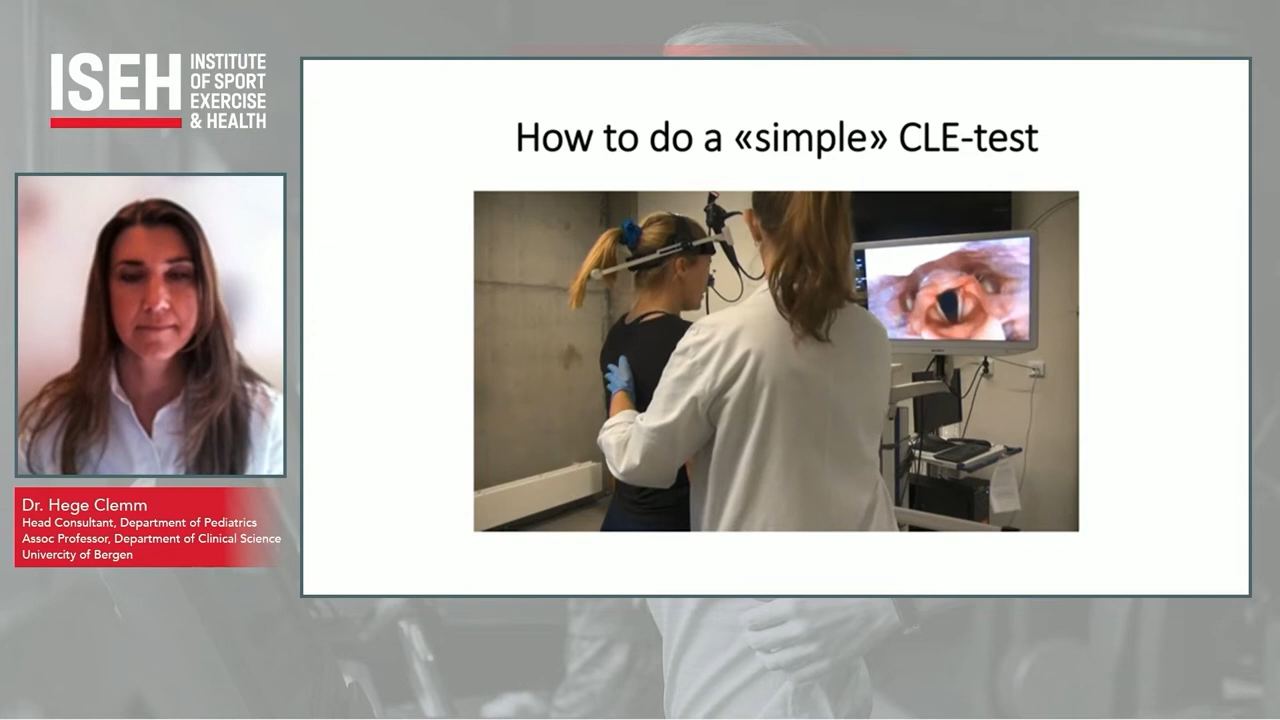 ISEH
INSTITUTE
OF SPORT
EXERCISE
& HEALTH
How to do a «simple» CLE-test
Dr. Hege Clemm
Head Consultant, Department of Pediatrics
Assoc Professor, Department of Clinical Science
Univercity of Bergen